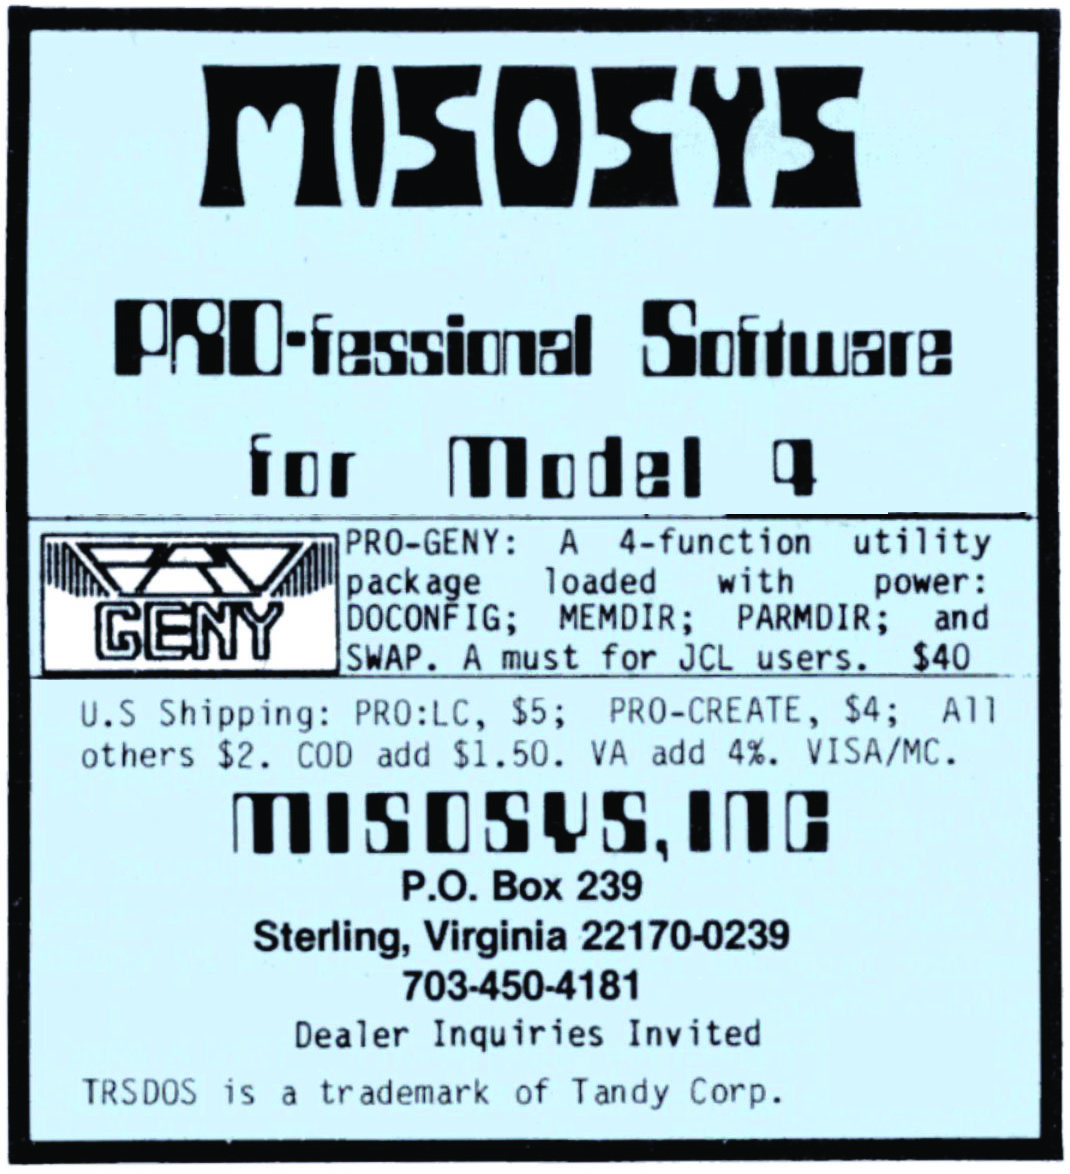 MISOSYS
PRO-fessional Software
for Model 4
PRO-GENY: A 4-function utility
package loaded with power:
DOCONFIG; MEMDIR; PARMDIR; and
SWAP. A must for JCL users. $40
PRO
GENY
U.S Shipping: PRO:LC, $5; PRO-CREATE, $4; All
others $2. COD add $1.50. VA add 4%. VISA/MC.
MISOSYS, INC
P.O. Box 239
Sterling, Virginia 22170-0239
703-450-4181
Dealer Inquiries Invited
TRSDOS is a trademark of Tandy Corp.